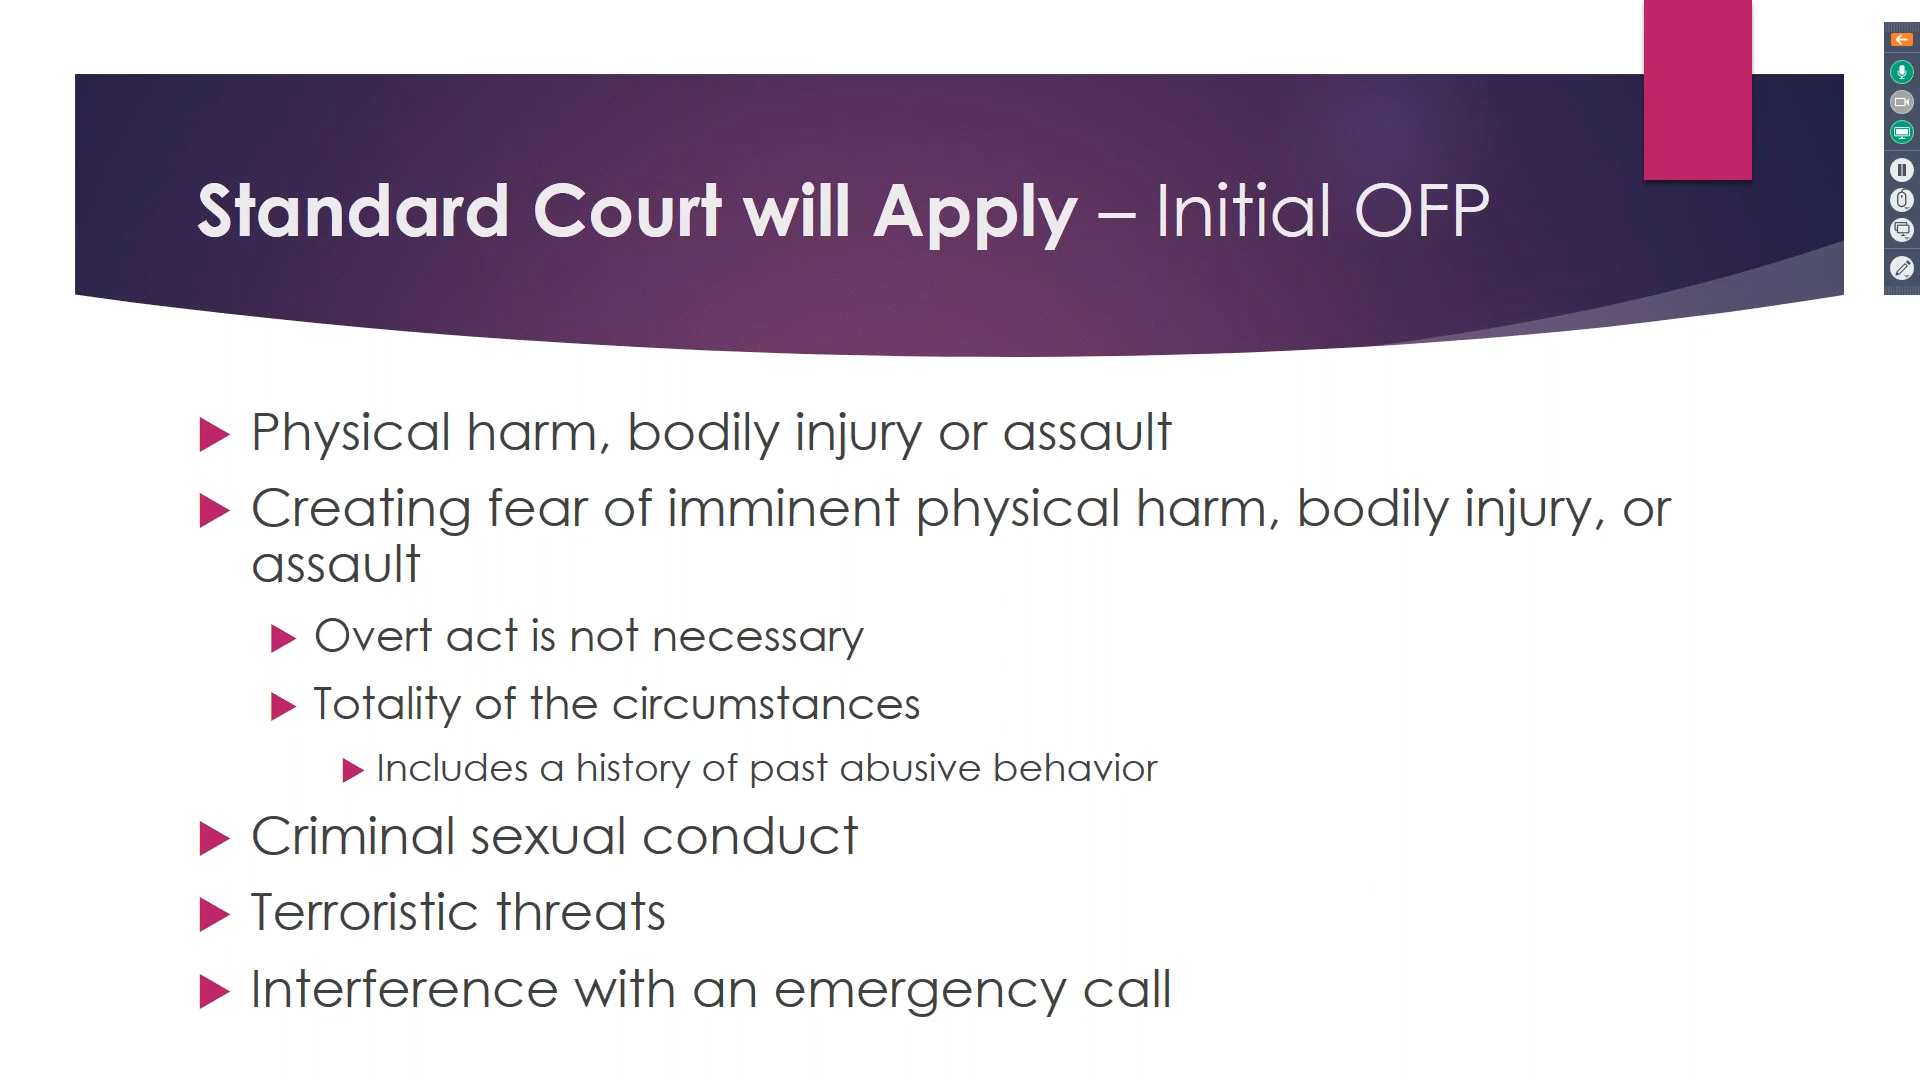 Standard Court will Apply – Initial OFP
Physical harm, bodily injury or assault
Creating fear of imminent physical harm, bodily injury, or
assault
Overt act is not necessary
Totality of the circumstances
Includes a history of past abusive behavior
Criminal sexual conduct
Terroristic threats
Interference with an emergency call